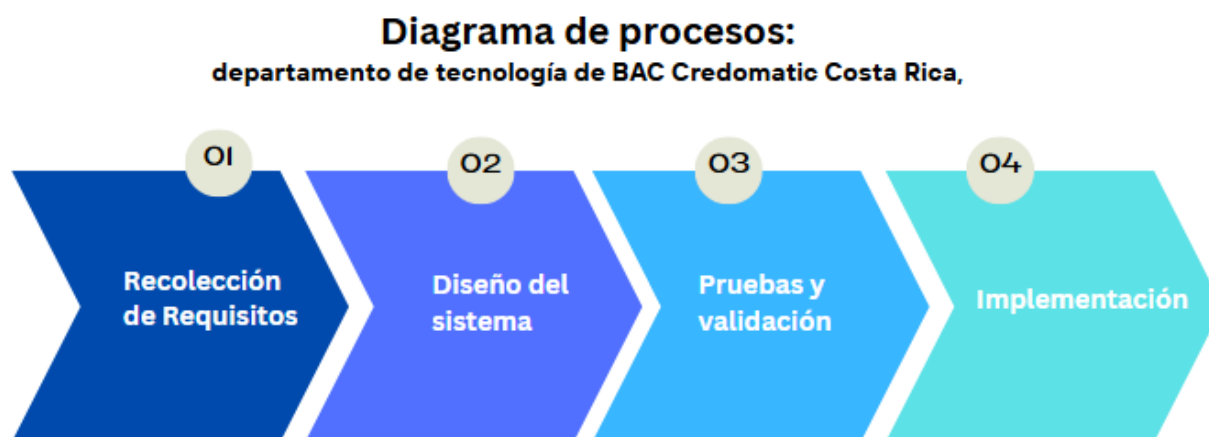 Diagrama de procesos:
departamento de tecnología de BAC Credomatic Costa Rica,
01
Recolección
de Requisitos
02
Diseño del
sistema
03
Pruebas y
validación
04
Implementación